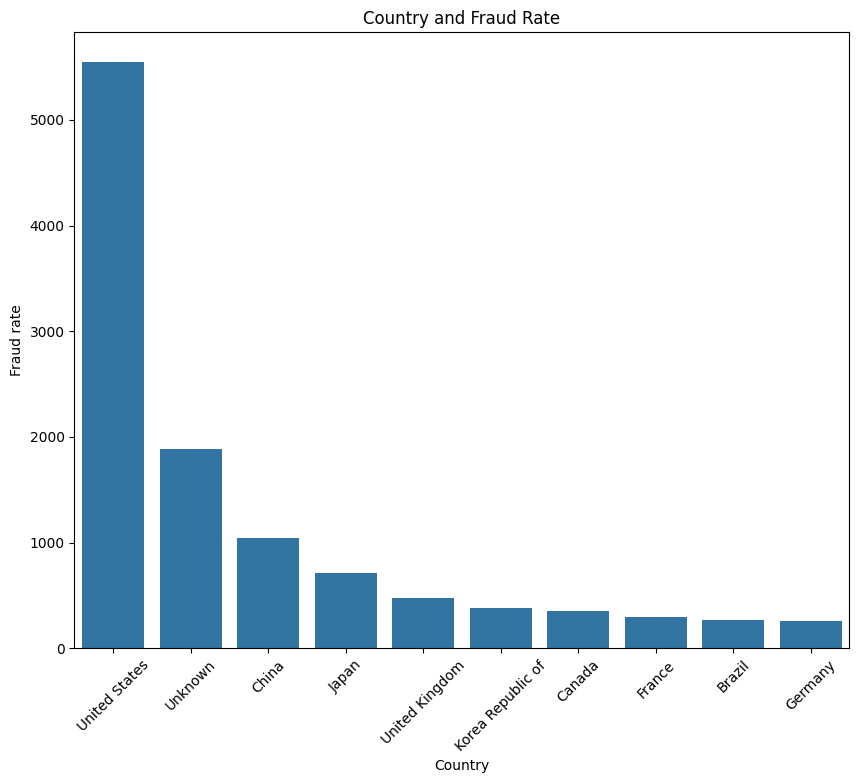 Country and Fraud Rate
Fraud rate
5000
4000
3000
2000
1000
0
United States
Unknown
China
Japan
United Kingdom
Korea Republic of
Canada
France
Brazil
Germany
Country